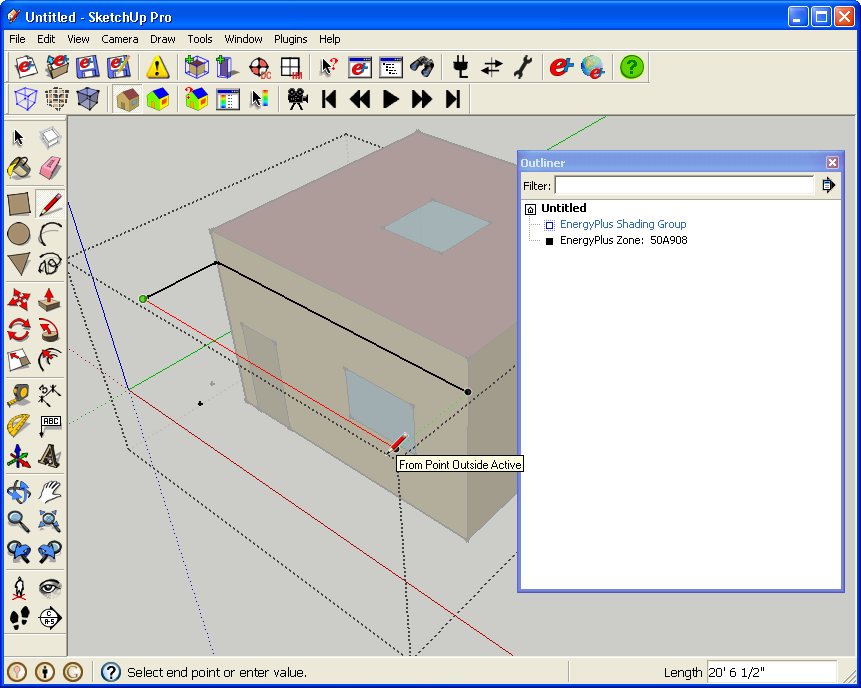 Untitled - SketchUp Pro
File Edit View Camera Draw Tools Window Plugins Help
Outliner
Filter:
Untitled
EnergyPlus Shading Group
EnergyPlus Zone: 50A908
ABC
From Point Outside Active
Select end point or enter value.
Length 20' 6 1/2"